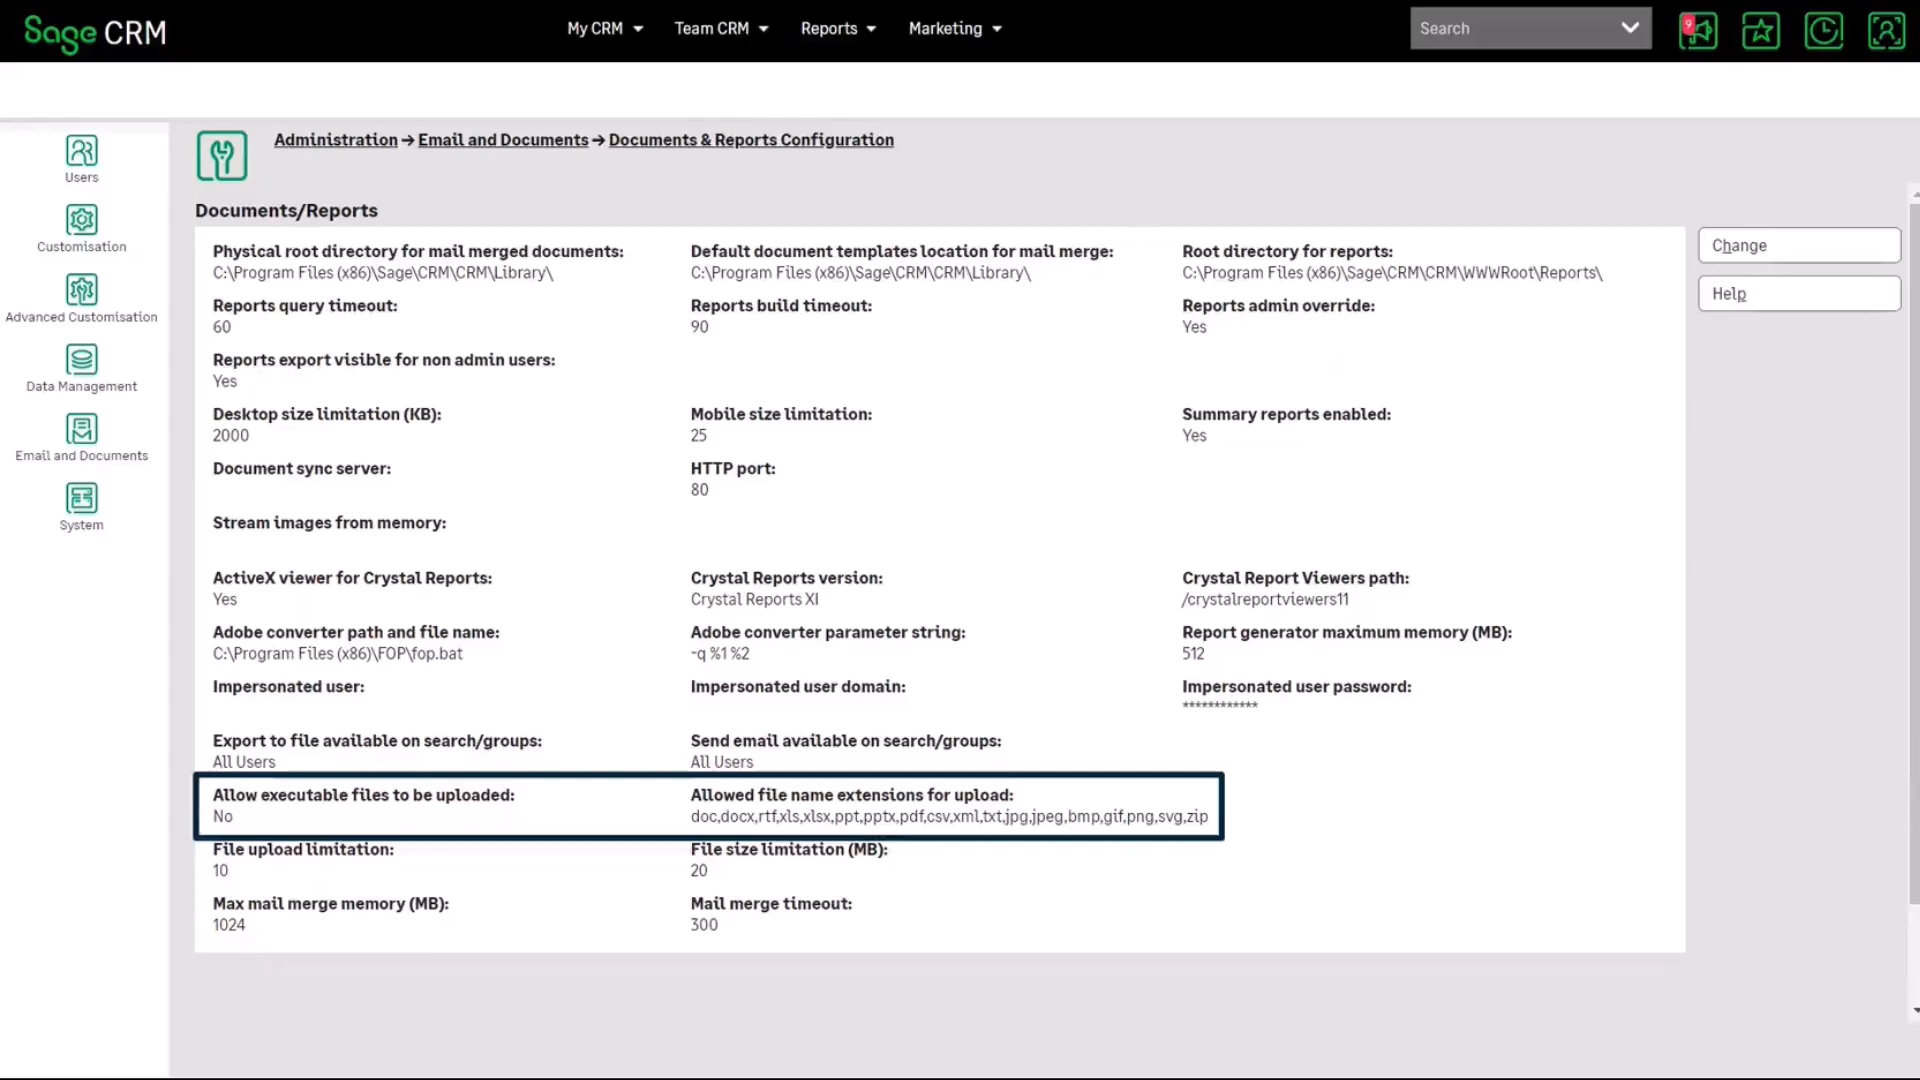 Sage CRM
My CRM
Team CRM
Reports
Marketing
Search
9
Administration → Email and Documents → Documents & Reports Configuration
Users
Customisation
Advanced Customisation
Data Management
Email and Documents
System
Documents/Reports
Change
Help
Physical root directory for mail merged documents:
C:\Program Files (x86)\Sage\CRM\CRM\Library\
Default document templates location for mail merge:
C:\Program Files (x86)\Sage\CRM\CRM\Library\
Root directory for reports:
C:\Program Files (x86)\Sage\CRM\CRM\WWWRoot\Reports\
Reports query timeout:
60
Reports build timeout:
90
Reports admin override:
Yes
Reports export visible for non admin users:
Yes
Desktop size limitation (KB):
2000
Mobile size limitation:
25
Summary reports enabled:
Yes
Document sync server:
HTTP port:
80
Stream images from memory:
ActiveX viewer for Crystal Reports:
Yes
Crystal Reports version:
Crystal Reports XI
Crystal Report Viewers path:
/crystalreportviewers11
Adobe converter path and file name:
C:\Program Files (x86)\FOP\fop.bat
Adobe converter parameter string:
-q %1 %2
Report generator maximum memory (MB):
512
Impersonated user:
Impersonated user domain:
Impersonated user password:
************
Export to file available on search/groups:
All Users
Send email available on search/groups:
All Users
Allow executable files to be uploaded:
No
Allowed file name extensions for upload:
doc,docx,rtf,xls,xlsx,ppt,pptx,pdf,csv,xml,txt,jpg,jpeg,bmp,gif,png,svg,zip
File upload limitation:
10
File size limitation (MB):
20
Max mail merge memory (MB):
1024
Mail merge timeout:
300